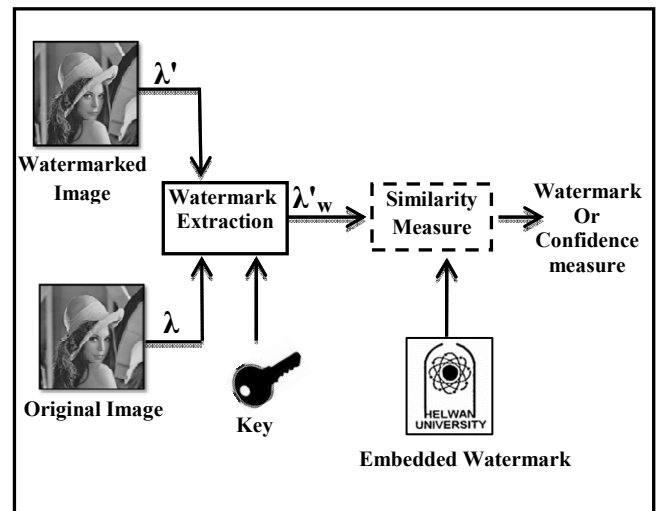 λ'
Watermarked
Image
Watermark
Extraction
λ'w
Similarity
Measure
Watermark
Or
Confidence
measure
λ
Original Image
Key
HELWAN
UNIVERSITY
Embedded Watermark